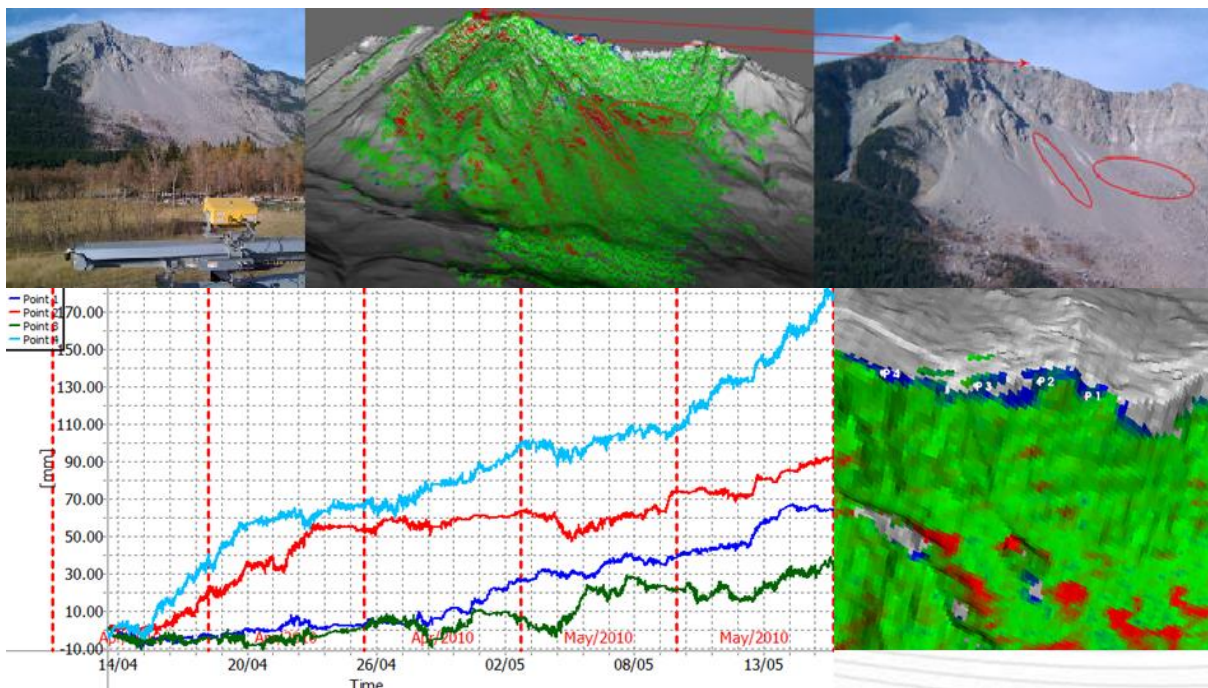 Point 1
Point 2
Point 3
Point 4
170.00
150.00
130.00
110.00
90.00
70.00
50.00
30.00
10.00
-10.00
[mm]
Apr/2010
May/2010
May/2010
14/04
20/04
26/04
02/05
08/05
13/05
Time
P4
P3
P2
P1